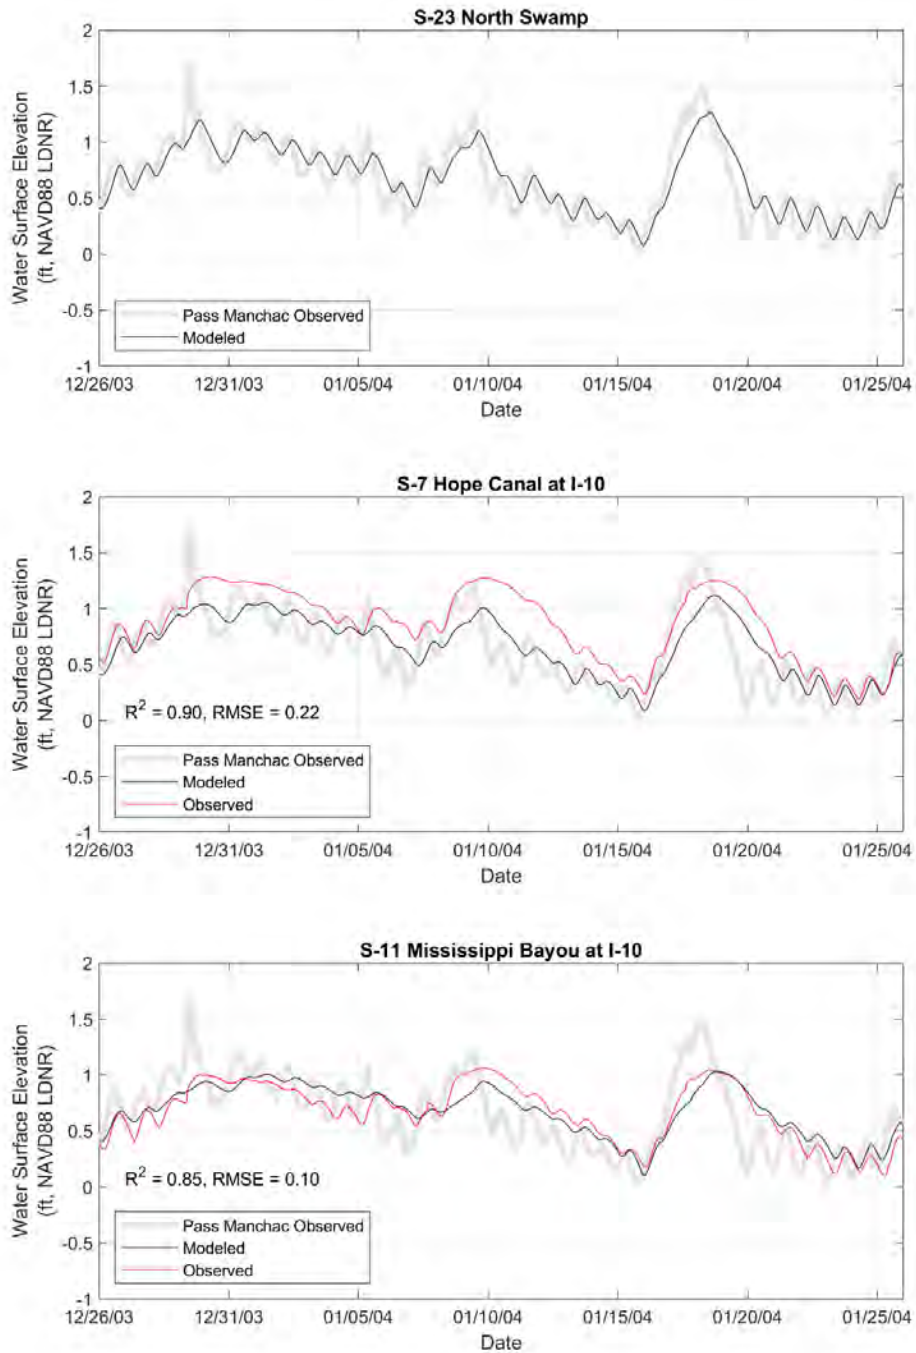 S-23 North Swamp
2
1.5
1
0.5
0
-0.5
-1
Water Surface Elevation
(ft, NAVD88 LDNR)
Pass Manchac Observed
Modeled
12/26/03 12/31/03 01/05/04 01/10/04 01/15/04 01/20/04 01/25/04
Date
S-7 Hope Canal at I-10
2
1.5
1
0.5
0
-0.5
-1
Water Surface Elevation
(ft, NAVD88 LDNR)
R² = 0.90, RMSE = 0.22
Pass Manchac Observed
Modeled
Observed
12/26/03 12/31/03 01/05/04 01/10/04 01/15/04 01/20/04 01/25/04
Date
S-11 Mississippi Bayou at I-10
2
1.5
1
0.5
0
-0.5
-1
Water Surface Elevation
(ft, NAVD88 LDNR)
R² = 0.85, RMSE = 0.10
Pass Manchac Observed
Modeled
Observed
12/26/03 12/31/03 01/05/04 01/10/04 01/15/04 01/20/04 01/25/04
Date